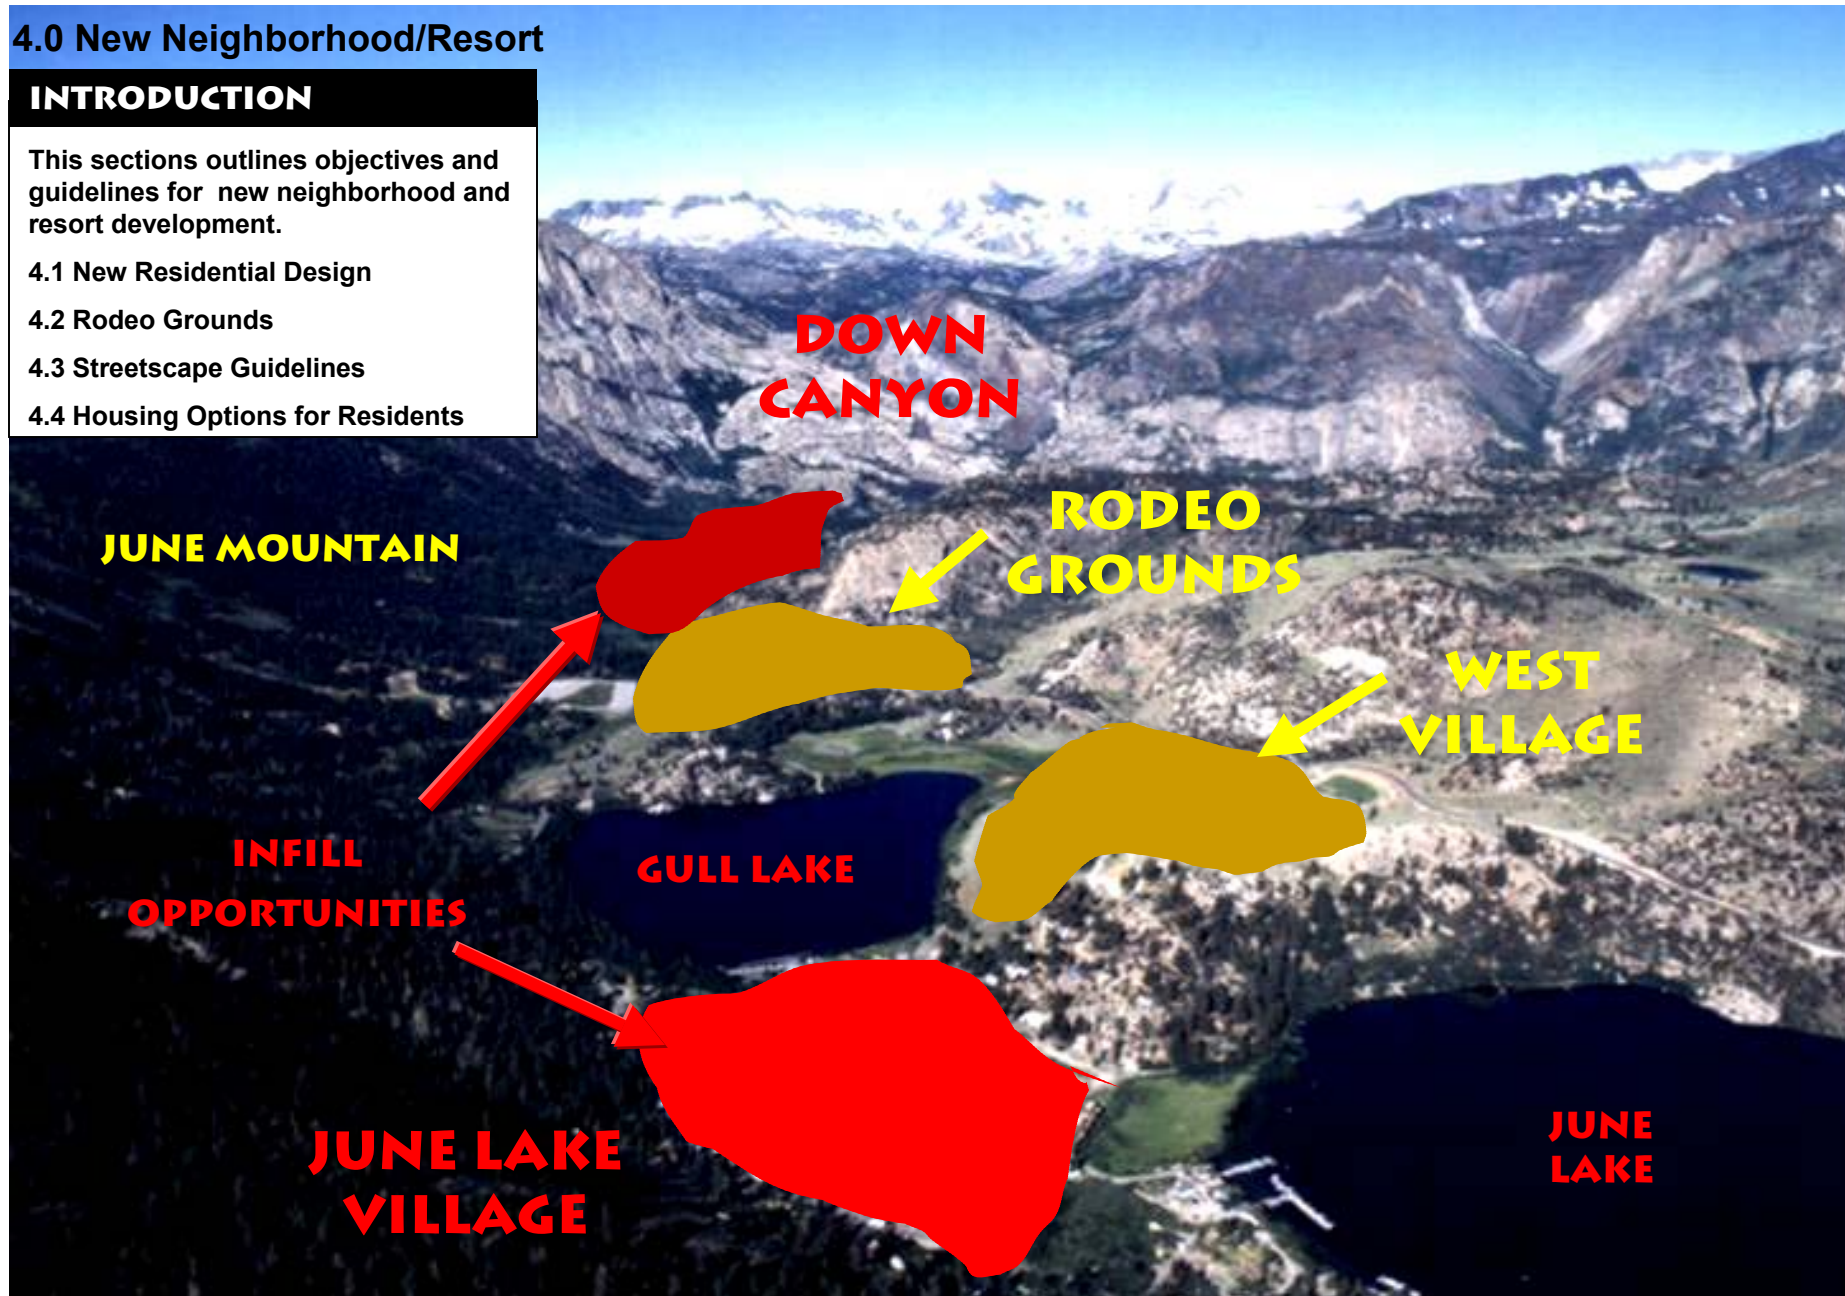 4.0 New Neighborhood/Resort
INTRODUCTION
This sections outlines objectives and
guidelines for new neighborhood and
resort development.
4.1 New Residential Design
4.2 Rodeo Grounds
4.3 Streetscape Guidelines
4.4 Housing Options for Residents
DOWN
CANYON
JUNE MOUNTAIN
RODEO
GROUNDS
WEST
VILLAGE
INFILL
OPPORTUNITIES
GULL LAKE
JUNE LAKE
VILLAGE
JUNE
LAKE